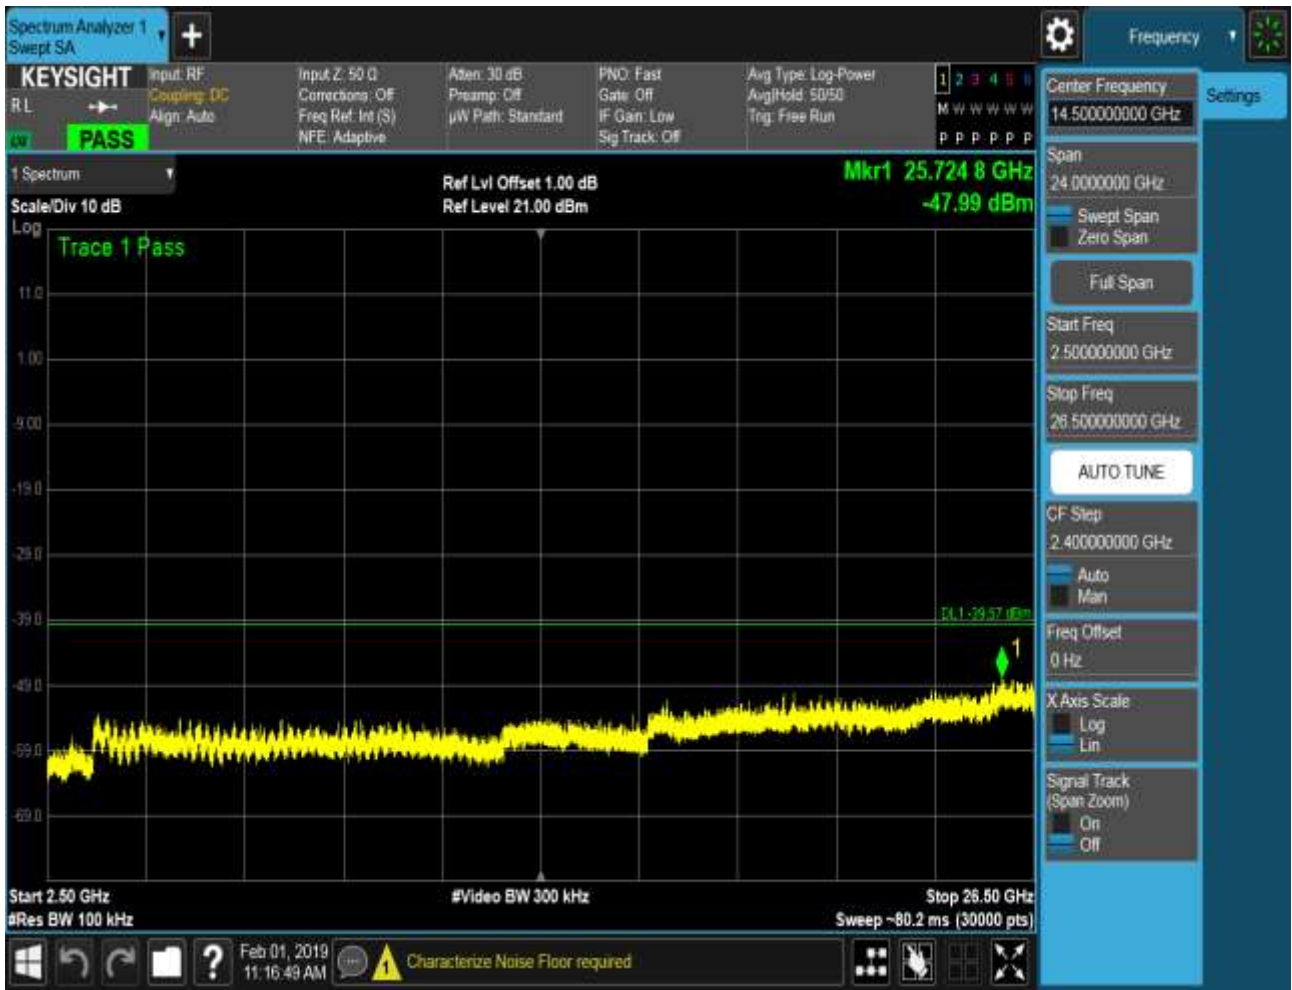 Spectrum Analyzer 1
Swept SA
Frequency
KEYSIGHT
R L
PASS
Input: RF
Coupling: DC
Align: Auto
Input Z: 50 Ω
Corrections: Off
Freq Ref: Int (S)
NFE: Adaptive
Atten: 30 dB
Preamp: Off
µW Path: Standard
PNO: Fast
Gate: Off
IF Gain: Low
Sig Track: Off
Avg Type: Log-Power
Avg|Hold: 50/50
Trig: Free Run
1 2 3 4 5 6
M W W W W W
P P P P P P
1 Spectrum
Scale/Div 10 dB
Ref Lvl Offset 1.00 dB
Ref Level 21.00 dBm
Mkr1 25.724 8 GHz
-47.99 dBm
Log
Trace 1 Pass
11.0
1.00
-9.00
-19.0
-29.0
-39.0
DL1 -39.57 dBm
1
-49.0
-59.0
-69.0
Start 2.50 GHz
#Video BW 300 kHz
Stop 26.50 GHz
#Res BW 100 kHz
Sweep ~80.2 ms (30000 pts)
Center Frequency
14.500000000 GHz
Settings
Span
24.0000000 GHz
Swept Span
Zero Span
Full Span
Start Freq
2.500000000 GHz
Stop Freq
26.500000000 GHz
AUTO TUNE
CF Step
2.400000000 GHz
Auto
Man
Freq Offset
0 Hz
X Axis Scale
Log
Lin
Signal Track
(Span Zoom)
On
Off
?
Feb 01, 2019
11:16:49 AM
1
Characterize Noise Floor required